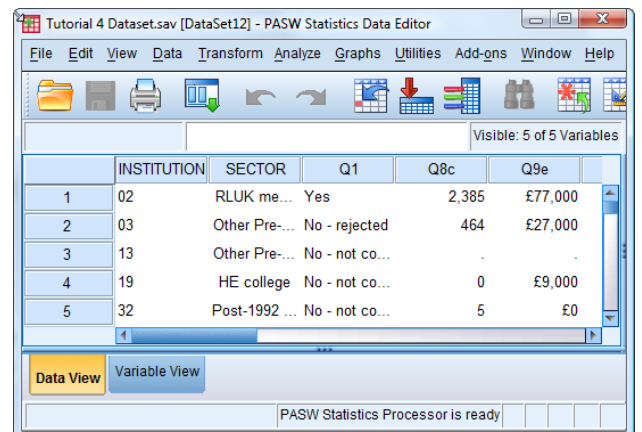 Tutorial 4 Dataset.sav [DataSet12] - PASW Statistics Data Editor
File Edit View Data Transform Analyze Graphs Utilities Add-ons Window Help
Visible: 5 of 5 Variables
INSTITUTION SECTOR Q1 Q8c Q9e
1 02 RLUK me... Yes 2,385 £77,000
2 03 Other Pre-... No - rejected 464 £27,000
3 13 Other Pre-... No - not co... . .
4 19 HE college No - not co... 0 £9,000
5 32 Post-1992 ... No - not co... 5 £0
Data View Variable View
PASW Statistics Processor is ready